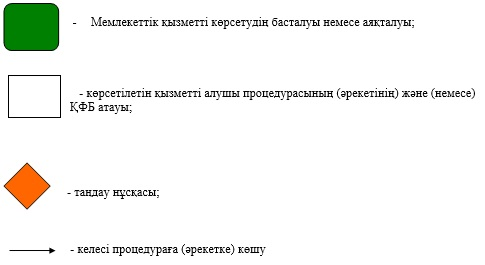 - Мемлекеттік қызметті көрсетудің басталуы немесе аяқталуы;
- көрсетілетін қызметті алушы процедурасының (әрекетінің) және (немесе)
ҚФБ атауы;
- таңдау нұсқасы;
- келесі процедураға (әрекетке) көшу